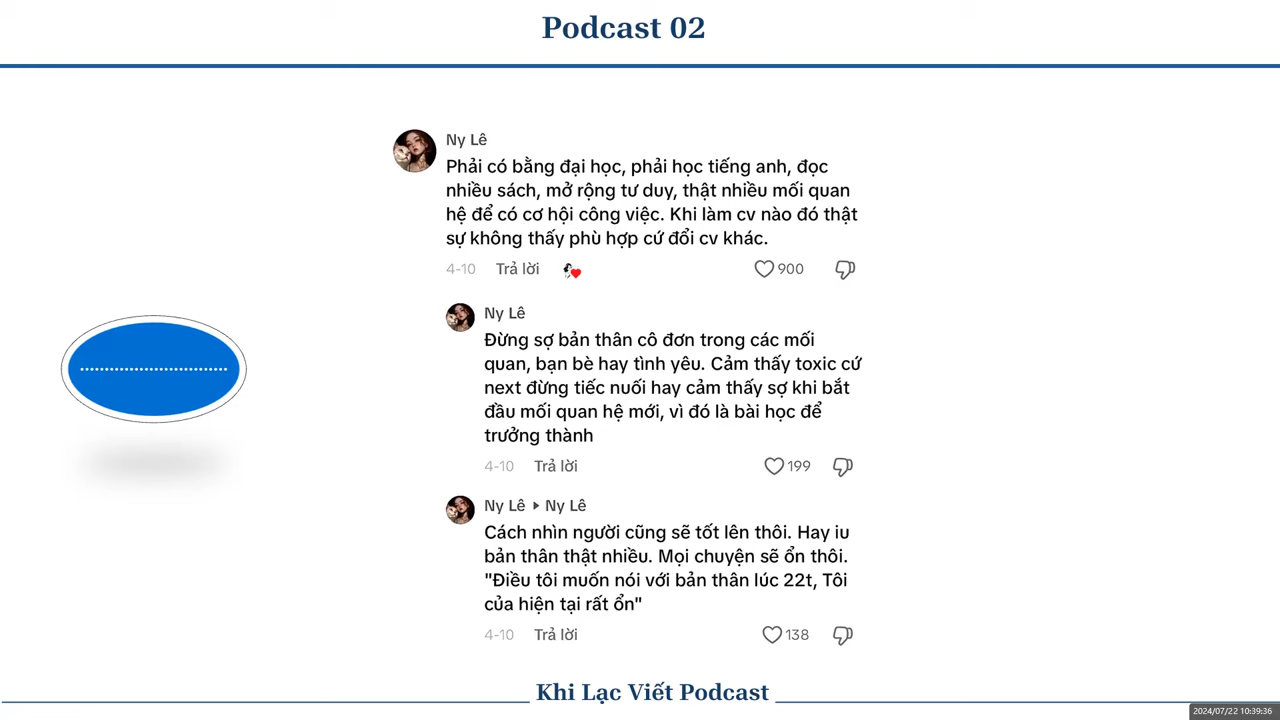 Podcast 02
Ny Lê
Phải có bằng đại học, phải học tiếng anh, đọc
nhiều sách, mở rộng tư duy, thật nhiều mối quan
hệ để có cơ hội công việc. Khi làm cv nào đó thật
sự không thấy phù hợp cứ đổi cv khác.
4-10 Trả lời 900
Ny Lê
Đừng sợ bản thân cô đơn trong các mối
quan, bạn bè hay tình yêu. Cảm thấy toxic cứ
next đừng tiếc nuối hay cảm thấy sợ khi bắt
đầu mối quan hệ mới, vì đó là bài học để
trưởng thành
4-10 Trả lời 199
Ny Lê ▸ Ny Lê
Cách nhìn người cũng sẽ tốt lên thôi. Hay iu
bản thân thật nhiều. Mọi chuyện sẽ ổn thôi.
"Điều tôi muốn nói với bản thân lúc 22t, Tôi
của hiện tại rất ổn"
4-10 Trả lời 138
Khi Lạc Viết Podcast
2024/07/22 10:39:36